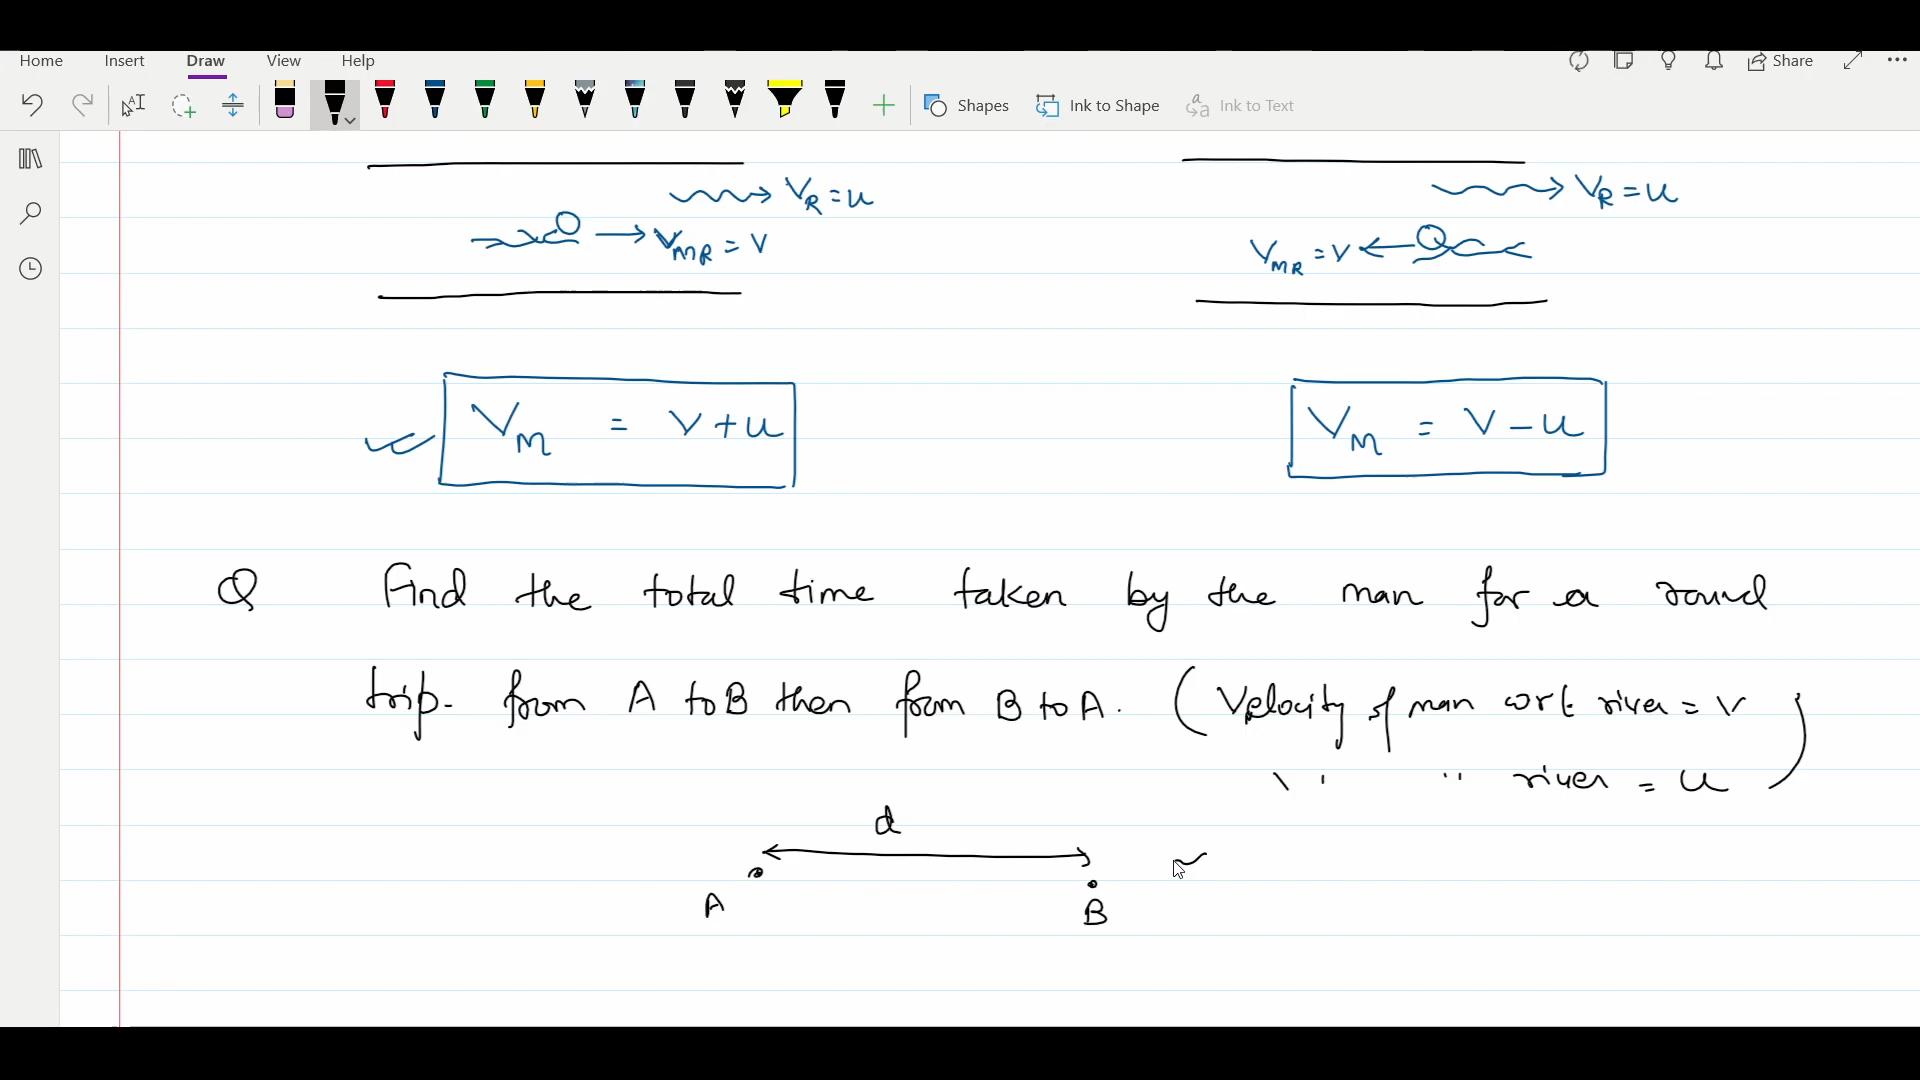 Home Insert Draw View Help Share
Shapes Ink to Shape Ink to Text
V_R = u
V_MR = v
V_R = u
V_MR = v
V_M = v + u
V_M = v - u
Q Find the total time taken by the man for a round
trip. from A to B then from B to A. (Velocity of man wrt river = v
" " river = u)
d
A
B